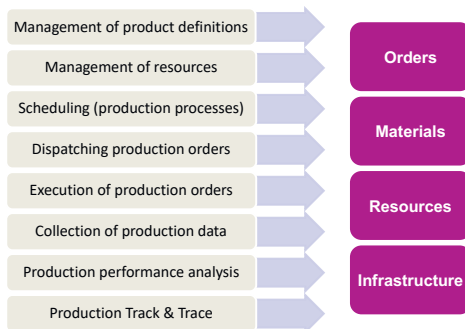 Management of product definitions
Management of resources
Scheduling (production processes)
Dispatching production orders
Execution of production orders
Collection of production data
Production performance analysis
Production Track & Trace
Orders
Materials
Resources
Infrastructure